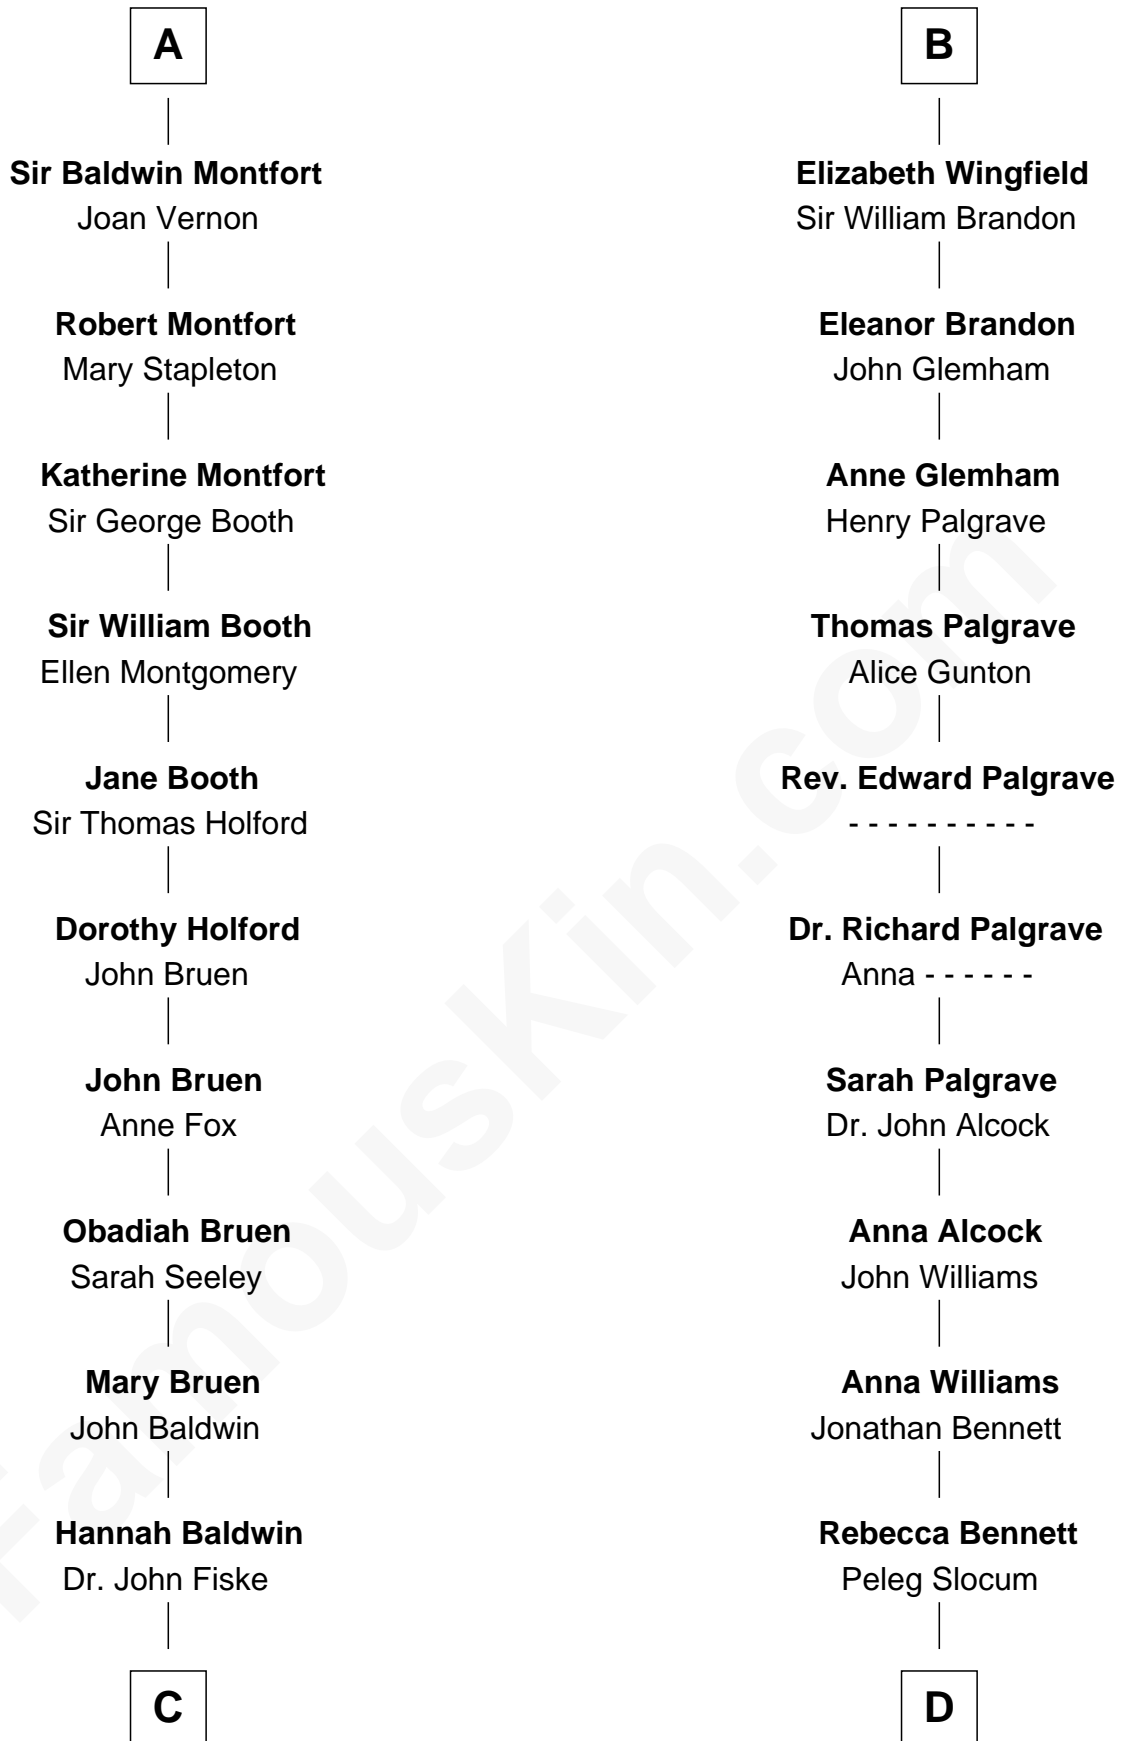 A
Sir Baldwin Montfort
Joan Vernon
Robert Montfort
Mary Stapleton
Katherine Montfort
Sir George Booth
Sir William Booth
Ellen Montgomery
Jane Booth
Sir Thomas Holford
Dorothy Holford
John Bruen
John Bruen
Anne Fox
Obadiah Bruen
Sarah Seeley
Mary Bruen
John Baldwin
Hannah Baldwin
Dr. John Fiske
C
B
Elizabeth Wingfield
Sir William Brandon
Eleanor Brandon
John Glemham
Anne Glemham
Henry Palgrave
Thomas Palgrave
Alice Gunton
Rev. Edward Palgrave
- - - - - - - - - -
Dr. Richard Palgrave
Anna - - - - - -
Sarah Palgrave
Dr. John Alcock
Anna Alcock
John Williams
Anna Williams
Jonathan Bennett
Rebecca Bennett
Peleg Slocum
D
FamousKin.com